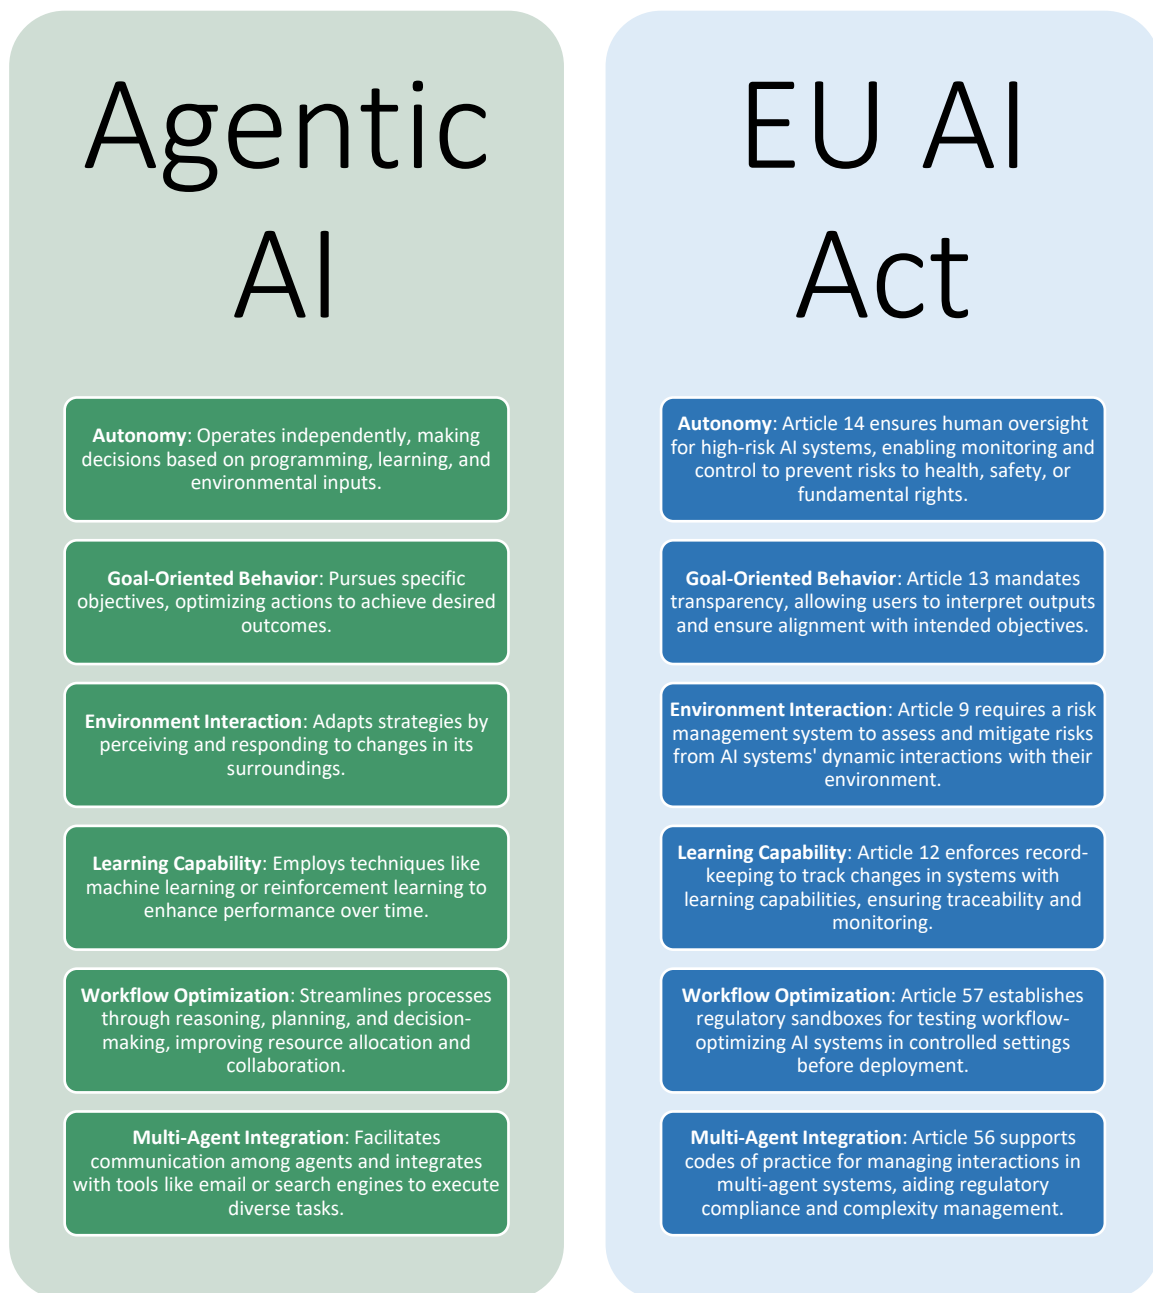 Agentic
AI
Autonomy: Operates independently, making
decisions based on programming, learning, and
environmental inputs.
Goal-Oriented Behavior: Pursues specific
objectives, optimizing actions to achieve desired
outcomes.
Environment Interaction: Adapts strategies by
perceiving and responding to changes in its
surroundings.
Learning Capability: Employs techniques like
machine learning or reinforcement learning to
enhance performance over time.
Workflow Optimization: Streamlines processes
through reasoning, planning, and decision-
making, improving resource allocation and
collaboration.
Multi-Agent Integration: Facilitates
communication among agents and integrates
with tools like email or search engines to execute
diverse tasks.
EU AI
Act
Autonomy: Article 14 ensures human oversight
for high-risk AI systems, enabling monitoring and
control to prevent risks to health, safety, or
fundamental rights.
Goal-Oriented Behavior: Article 13 mandates
transparency, allowing users to interpret outputs
and ensure alignment with intended objectives.
Environment Interaction: Article 9 requires a risk
management system to assess and mitigate risks
from AI systems' dynamic interactions with their
environment.
Learning Capability: Article 12 enforces record-
keeping to track changes in systems with
learning capabilities, ensuring traceability and
monitoring.
Workflow Optimization: Article 57 establishes
regulatory sandboxes for testing workflow-
optimizing AI systems in controlled settings
before deployment.
Multi-Agent Integration: Article 56 supports
codes of practice for managing interactions in
multi-agent systems, aiding regulatory
compliance and complexity management.